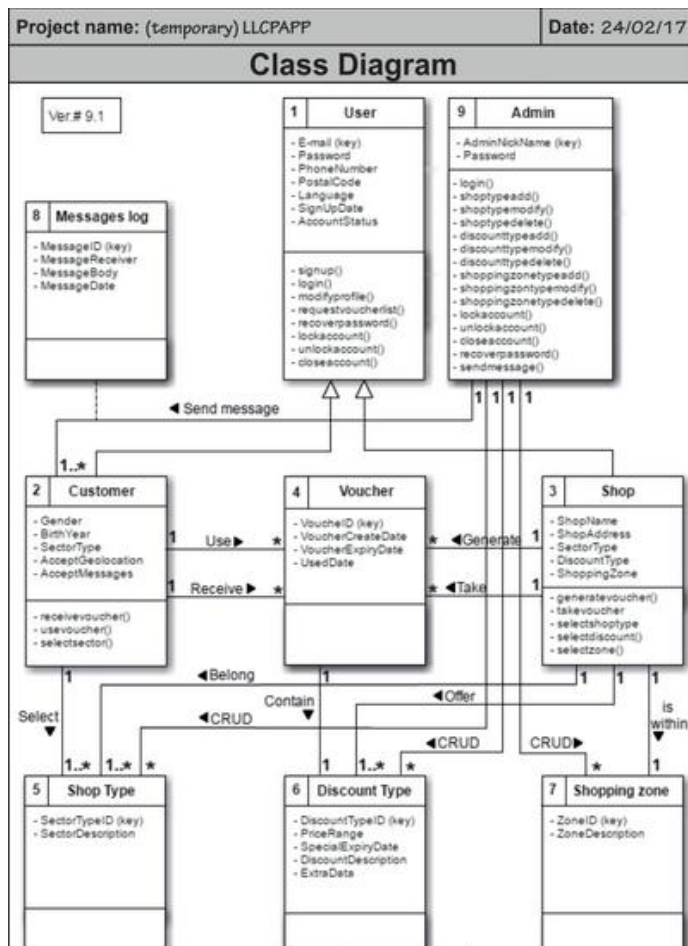 Project name: (temporary) LLCPAPP
Date: 24/02/17
Class Diagram
Ver.# 9.1
1 User
- E-mail (key)
- Password
- PhoneNumber
- PostalCode
- Language
- SignUpDate
- AccountStatus
- signup()
- login()
- modifyprofile()
- requestvoucherlist()
- recoverpassword()
- lockaccount()
- unlockaccount()
- closeaccount()
9 Admin
- AdminNickName (key)
- Password
- login()
- shoptypeadd()
- shoptypemodify()
- shoptypedelete()
- discounttypeadd()
- discounttypemodify()
- discounttypedelete()
- shoppingzonetypeadd()
- shoppingzontypemodify()
- shoppingzonetypedelete()
- lockaccount()
- unlockaccount()
- closeaccount()
- recoverpassword()
- sendmessage()
8 Messages log
- MessageID (key)
- MessageReceiver
- MessageBody
- MessageDate
1 1 1 1
◀ Send message
1..*
2 Customer
- Gender
- BirthYear
- SectorType
- AcceptGeolocation
- AcceptMessages
- receivevoucher()
- usevoucher()
- selectsector()
1 Use▶ *
1 Receive ▶ *
4 Voucher
- VoucheID (key)
- VoucherCreateDate
- VoucherExpiryDate
- UsedDate
* ◀Generate 1
* ◀Take 1
3 Shop
- ShopName
- ShopAddress
- SectorType
- DiscountType
- ShoppingZone
- generatevoucher()
- takevoucher
- selectshoptype
- selectdiscount()
- selectzone()
1 ◀Belong 1 1 1 1
Select ▼
Contain ▼
◀Offer
is
within
▼
◀CRUD
◀CRUD
CRUD▶
1..* 1..* * 1 1..* * * 1
5 Shop Type
- SectorTypeID (key)
- SectorDescription
6 Discount Type
- DiscountTypeID (key)
- PriceRange
- SpecialExpiryDate
- DiscountDescription
- ExtraData
7 Shopping zone
- ZoneID (key)
- ZoneDescription